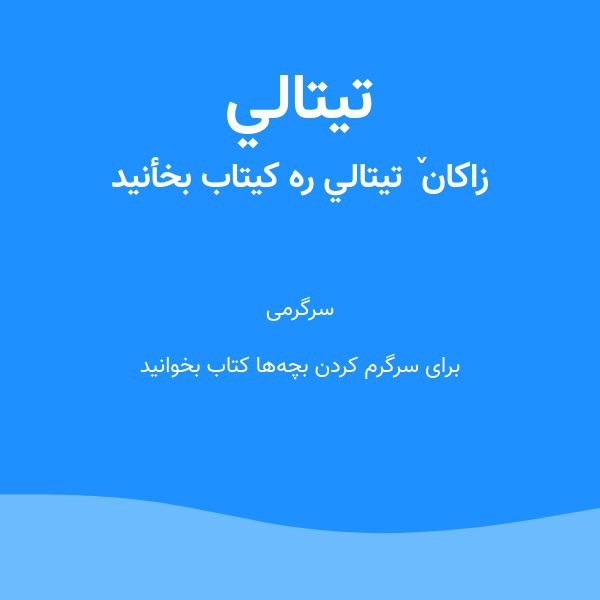 تيتالي
زاکانˇ تيتالي ره کيتاب بخأنيد
سرگرمی
برای سرگرم کردن بچه‌ها کتاب بخوانید